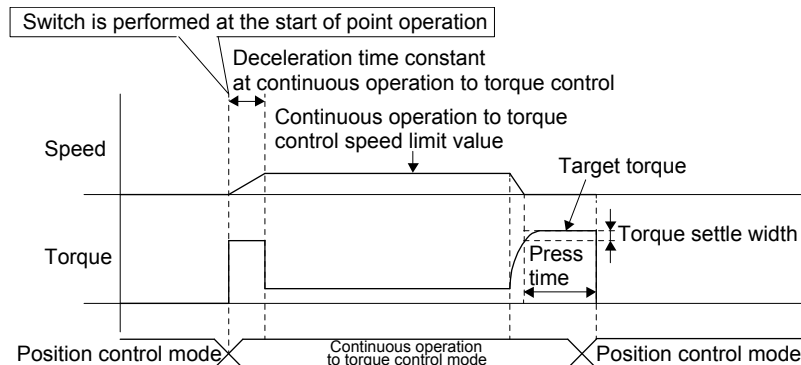 Switch is performed at the start of point operation
Deceleration time constant
at continuous operation to torque control
Continuous operation to torque
control speed limit value
Speed
Target torque
Torque settle width
Torque
Press
time
Position control mode
Continuous operation
to torque control mode
Position control mode